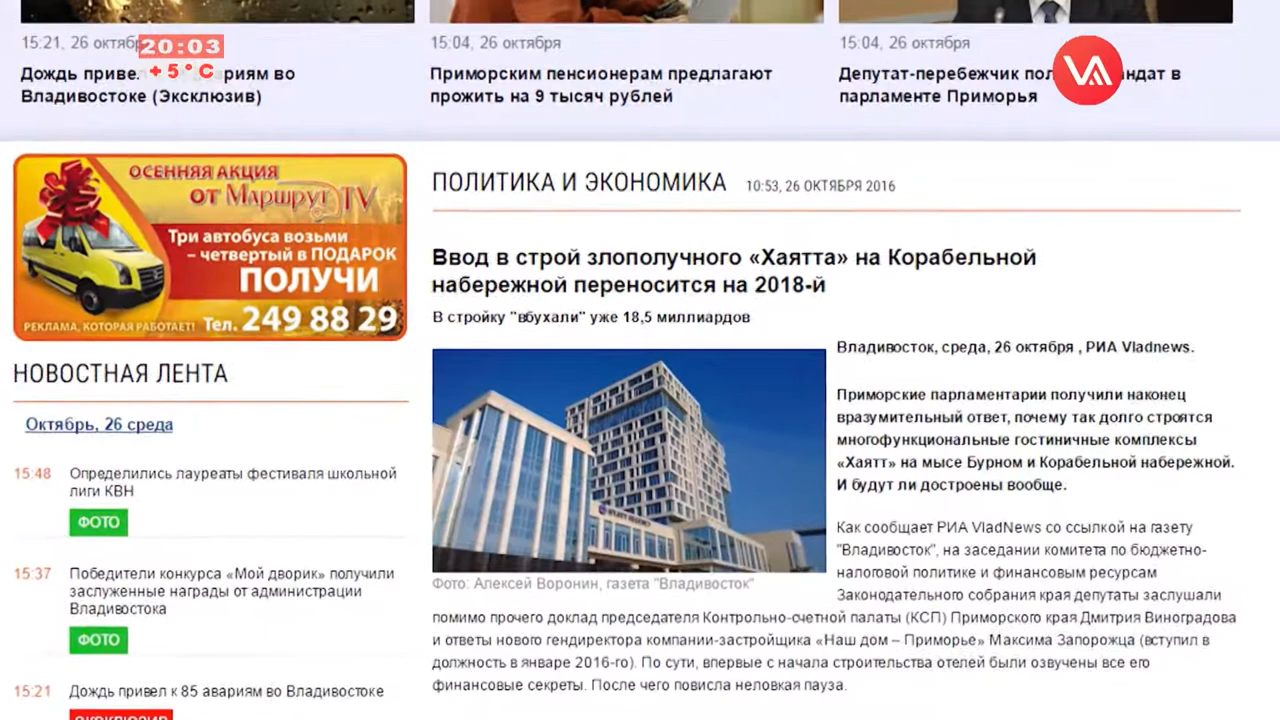 15:21, 26 октября
20:03
+5°C
15:04, 26 октября
15:04, 26 октября
VA
Дождь привел авариям во
Владивостоке (Эксклюзив)
Приморским пенсионерам предлагают
прожить на 9 тысяч рублей
Депутат-перебежчик в
парламенте Приморья
ОСЕННЯЯ АКЦИЯ
ОТ Маршрут TV
Три автобуса возьми
– четвертый в ПОДАРОК
ПОЛУЧИ
РЕКЛАМА, КОТОРАЯ РАБОТАЕТ! Тел. 249 88 29
НОВОСТНАЯ ЛЕНТА
Октябрь, 26 среда
15:48 Определились лауреаты фестиваля школьной
лиги КВН
ФОТО
15:37 Победители конкурса «Мой дворик» получили
заслуженные награды от администрации
Владивостока
ФОТО
15:21 Дождь привел к 85 авариям во Владивостоке
ЭКСКЛЮЗИВ
ПОЛИТИКА И ЭКОНОМИКА 10:53, 26 ОКТЯБРЯ 2016
Ввод в строй злополучного «Хаятта» на Корабельной
набережной переносится на 2018-й
В стройку "вбухали" уже 18,5 миллиардов
Владивосток, среда, 26 октября , РИА Vladnews.
Приморские парламентарии получили наконец
вразумительный ответ, почему так долго строятся
многофункциональные гостиничные комплексы
«Хаятт» на мысе Бурном и Корабельной набережной.
И будут ли достроены вообще.
Фото: Алексей Воронин, газета "Владивосток"
Как сообщает РИА VladNews со ссылкой на газету
"Владивосток", на заседании комитета по бюджетно-
налоговой политике и финансовым ресурсам
Законодательного собрания края депутаты заслушали
помимо прочего доклад председателя Контрольно-счетной палаты (КСП) Приморского края Дмитрия Виноградова
и ответы нового гендиректора компании-застройщика «Наш дом – Приморье» Максима Запорожца (вступил в
должность в январе 2016-го). По сути, впервые с начала строительства отелей были озвучены все его
финансовые секреты. После чего повисла неловкая пауза.